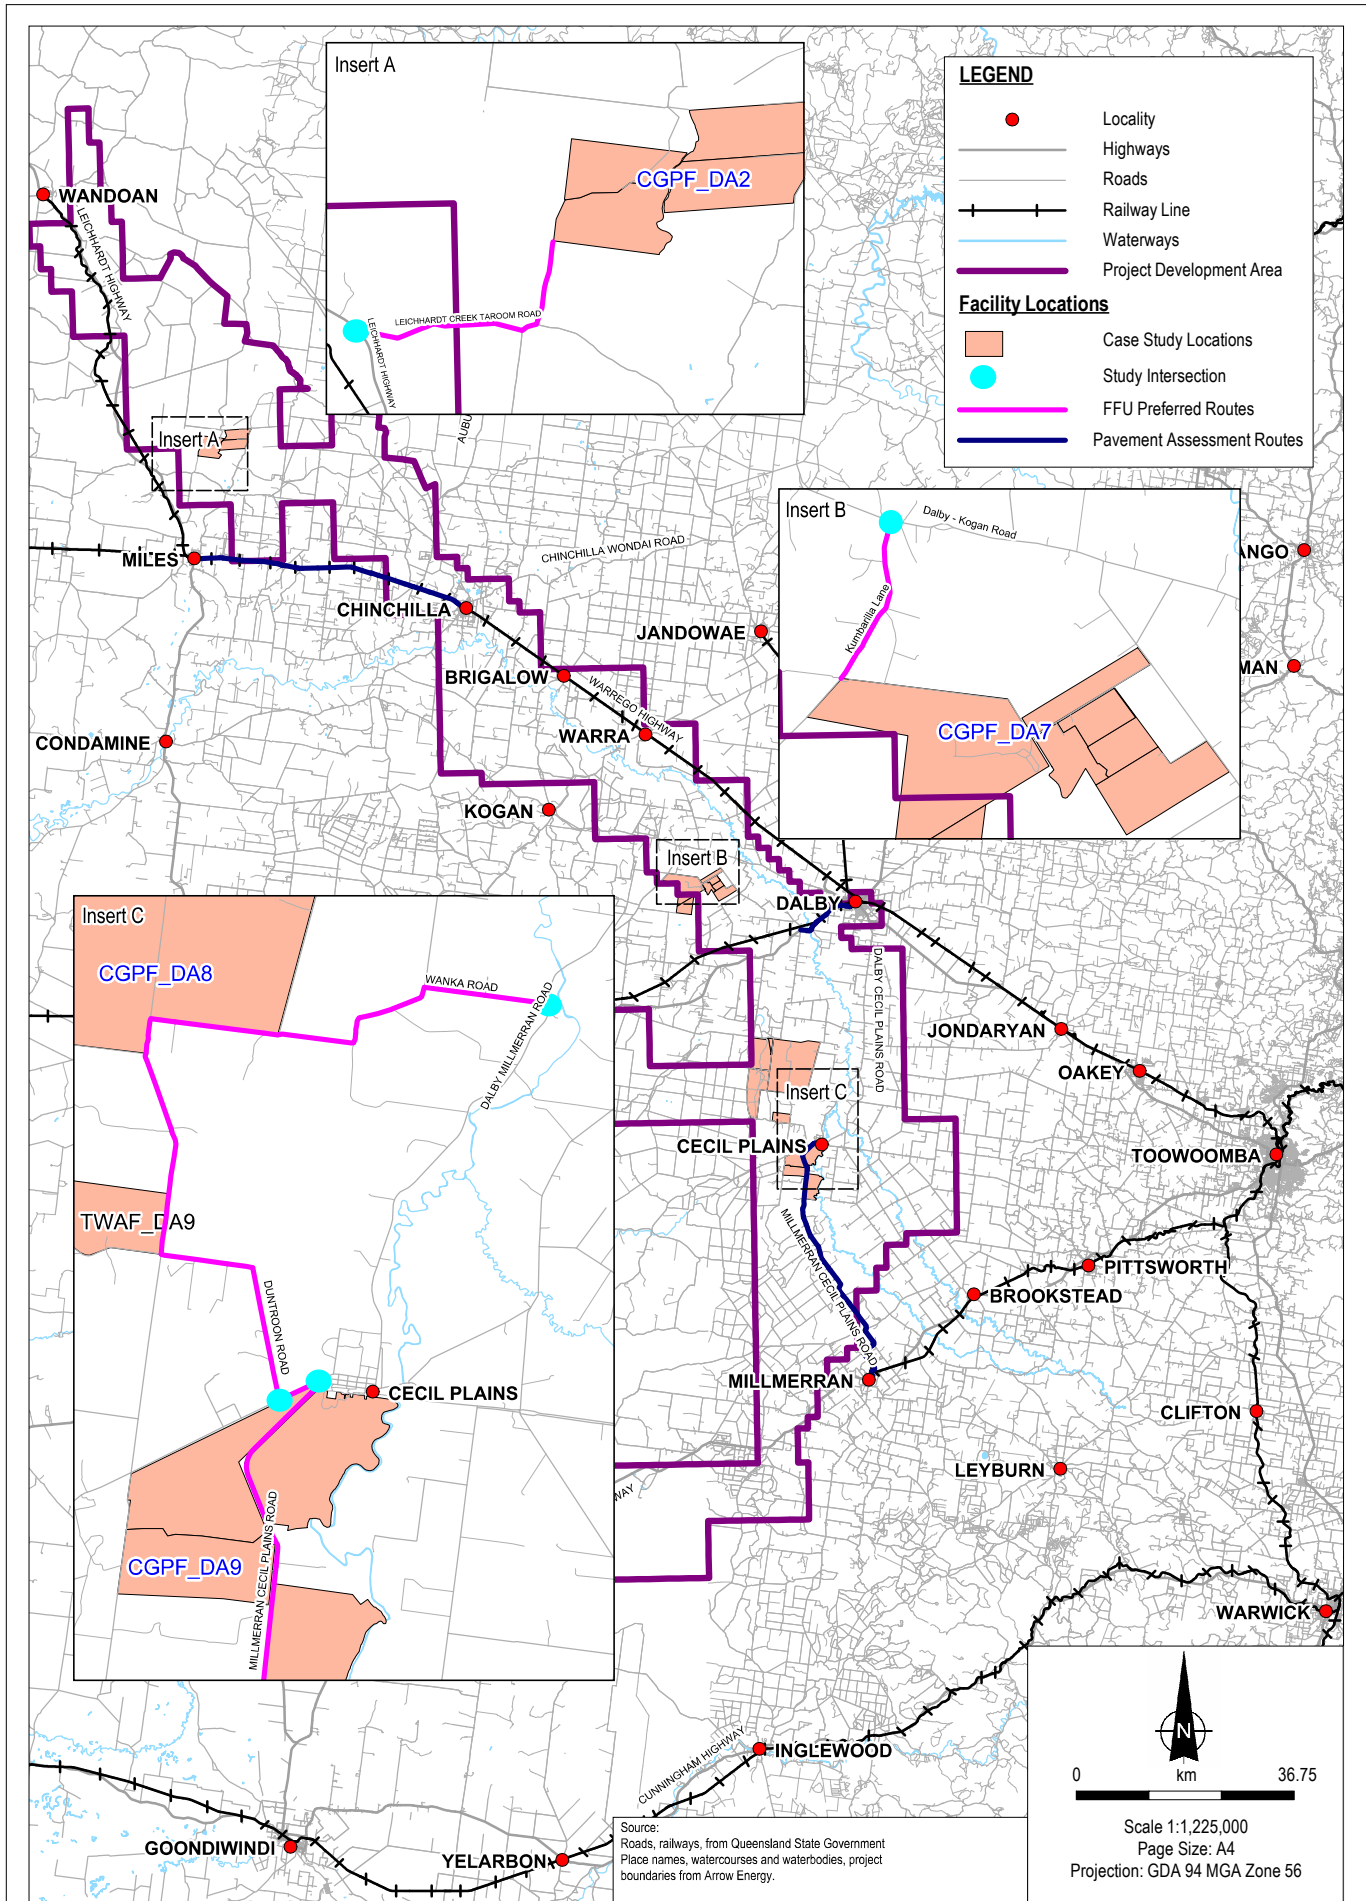 Insert A
CGPF_DA2
LEICHHARDT CREEK TAROOM ROAD
LEICHHARDT HIGHWAY
LEGEND
Locality
Highways
Roads
Railway Line
Waterways
Project Development Area
Facility Locations
Case Study Locations
Study Intersection
FFU Preferred Routes
Pavement Assessment Routes
WANDOAN
LEICHHARDT HIGHWAY
Insert A
AUBU
Insert B
Dalby - Kogan Road
Kumbarilla Lane
CGPF_DA7
ANGO
MAN
CHINCHILLA WONDAI ROAD
MILES
CHINCHILLA
JANDOWAE
BRIGALOW
WARREGO HIGHWAY
WARRA
CONDAMINE
KOGAN
Insert B
DALBY
DALBY CECIL PLAINS ROAD
Insert C
CGPF_DA8
WANKA ROAD
DALBY MILLMERRAN ROAD
TWAF_DA9
DUNTROON ROAD
CECIL PLAINS
CGPF_DA9
MILLMERRAN CECIL PLAINS ROAD
JONDARYAN
OAKEY
Insert C
CECIL PLAINS
TOOWOOMBA
MILLMERRAN CECIL PLAINS ROAD
PITTSWORTH
BROOKSTEAD
MILLMERRAN
CLIFTON
LEYBURN
WAY
WARWICK
INGLEWOOD
CUNNINGHAM HIGHWAY
GOONDIWINDI
YELARBON
Source:
Roads, railways, from Queensland State Government
Place names, watercourses and waterbodies, project
boundaries from Arrow Energy.
N
0 km 36.75
Scale 1:1,225,000
Page Size: A4
Projection: GDA 94 MGA Zone 56